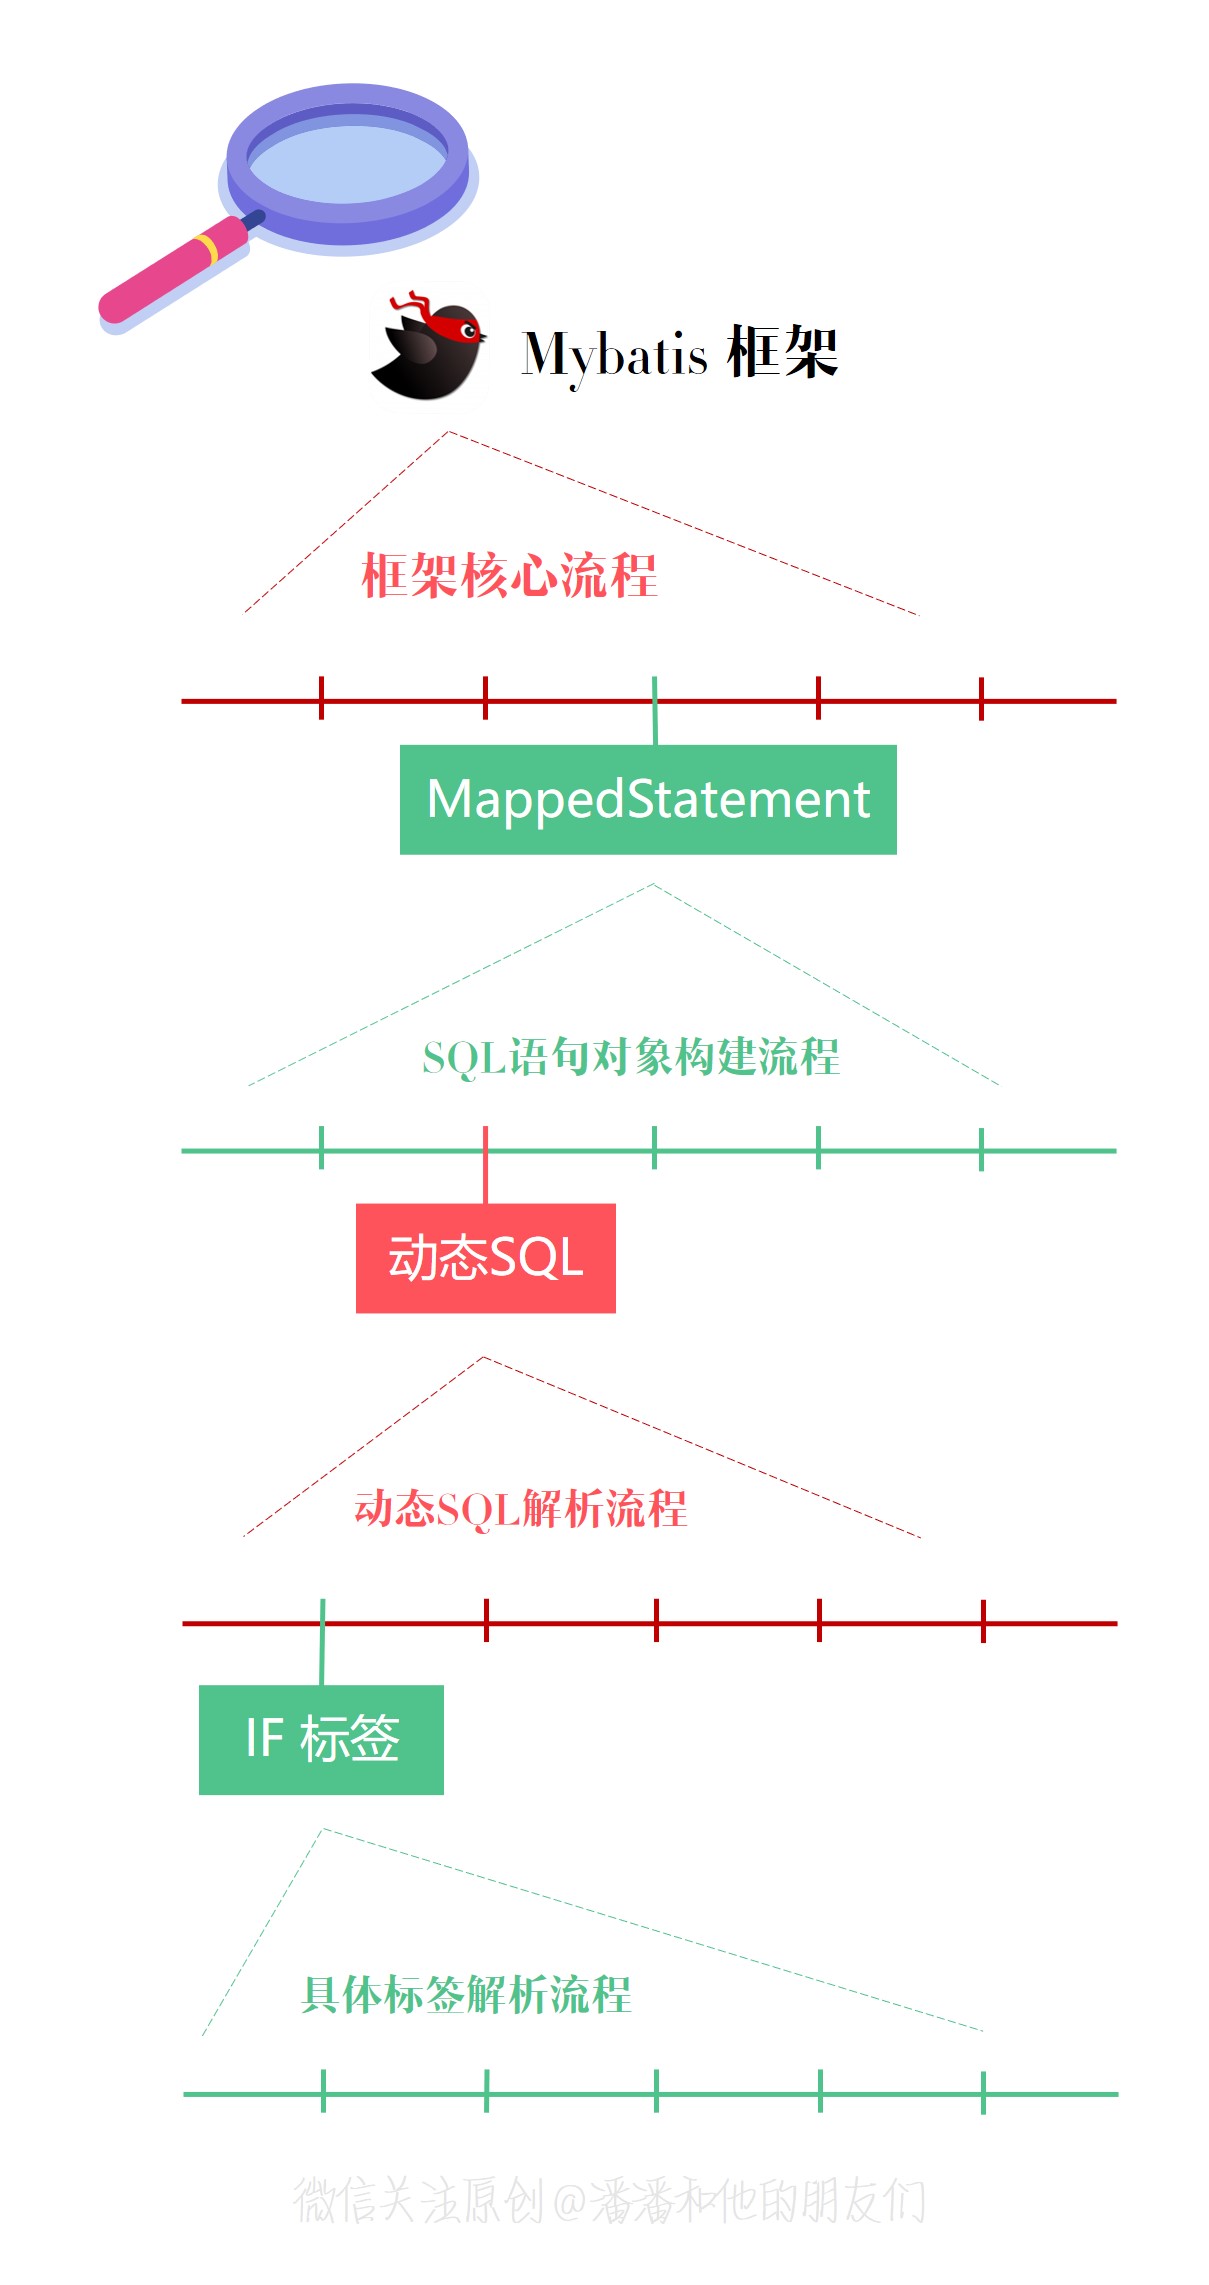 Mybatis 框架
框架核心流程
MappedStatement
SQL语句对象构建流程
动态SQL
动态SQL解析流程
IF 标签
具体标签解析流程
微信关注原创@潘潘和他的朋友们